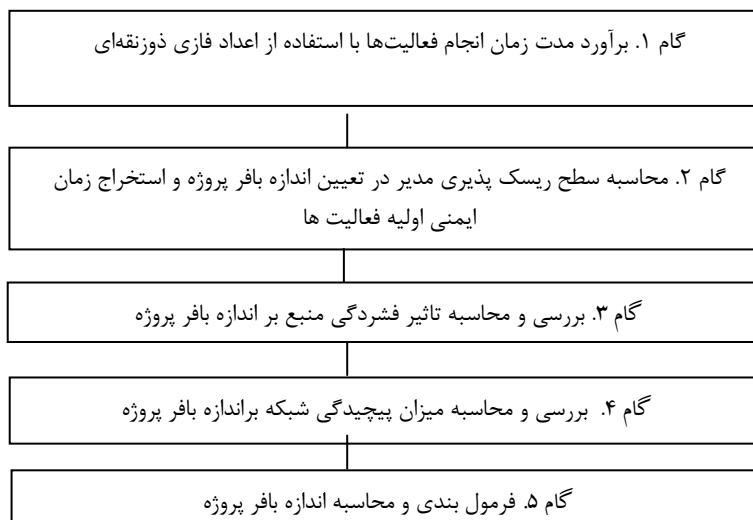 گام ۱. برآورد مدت زمان انجام فعالیت‌ها با استفاده از اعداد فازی ذوزنقه‌ای
گام ۲. محاسبه سطح ریسک پذیری مدیر در تعیین اندازه بافر پروژه و استخراج زمان
ایمنی اولیه فعالیت ها
گام ۳. بررسی و محاسبه تاثیر فشردگی منبع بر اندازه بافر پروژه
گام ۴. بررسی و محاسبه میزان پیچیدگی شبکه براندازه بافر پروژه
گام ۵. فرمول بندی و محاسبه اندازه بافر پروژه